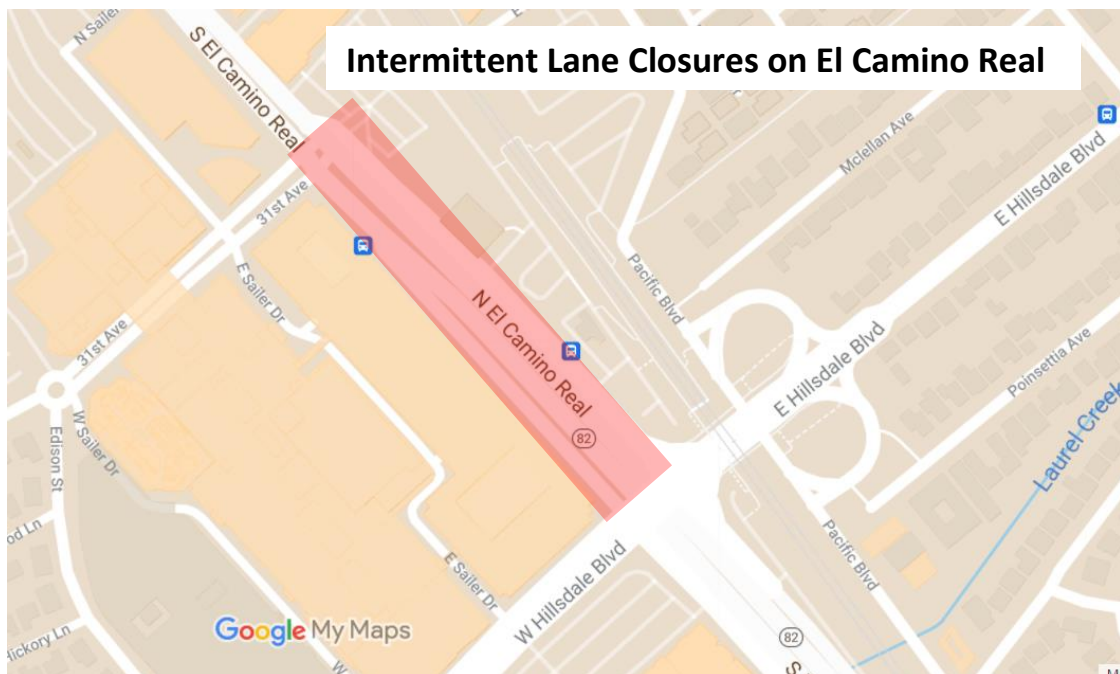 Intermittent Lane Closures on El Camino Real
N Sailer
S El Camino Real
31st Ave
E Sailer Dr
N El Camino Real
82
Mclellan Ave
E Hillsdale Blvd
Pacific Blvd
E Hillsdale Blvd
Poinsettia Ave
Laurel Creek
31st Ave
W Sailer Dr
Edison St
od Ln
E Sailer Dr
W Hillsdale Blvd
Pacific Blvd
82
S
Hickory Ln
W
Google My Maps